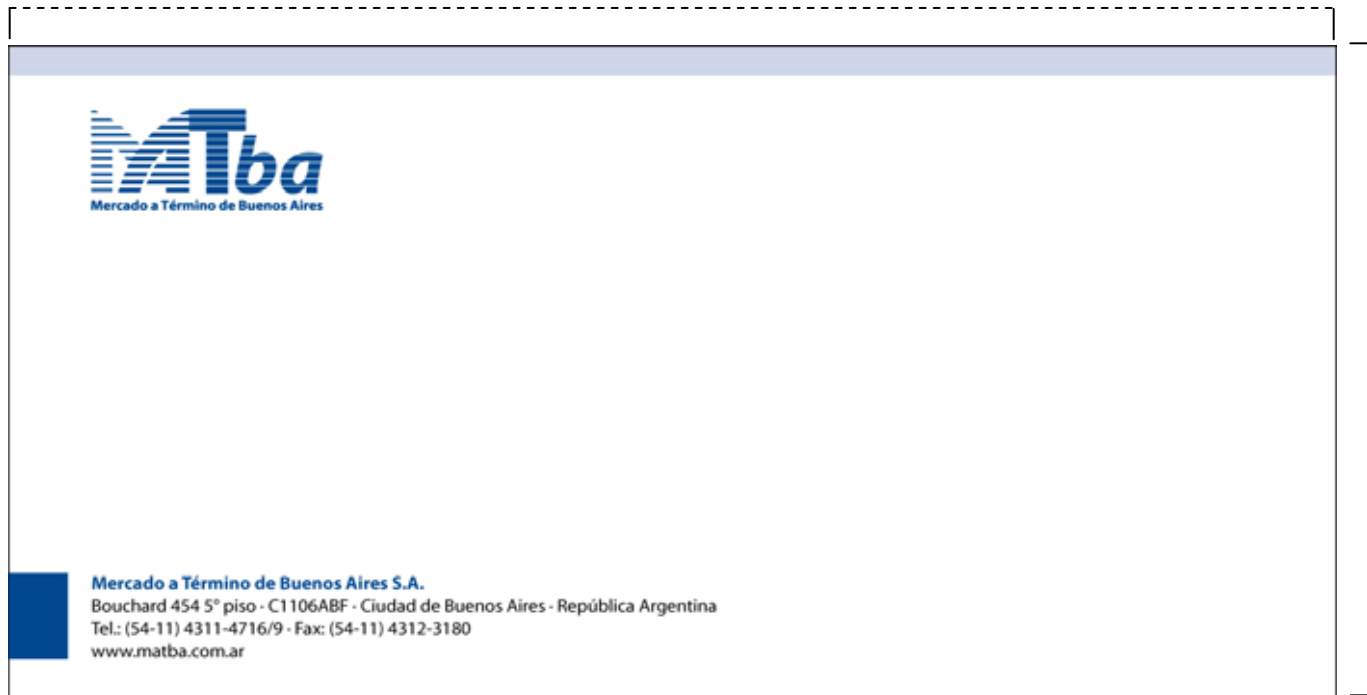 MATba
Mercado a Término de Buenos Aires
Mercado a Término de Buenos Aires S.A.
Bouchard 454 5° piso - C1106ABF - Ciudad de Buenos Aires - República Argentina
Tel.: (54-11) 4311-4716/9 - Fax: (54-11) 4312-3180
www.matba.com.ar